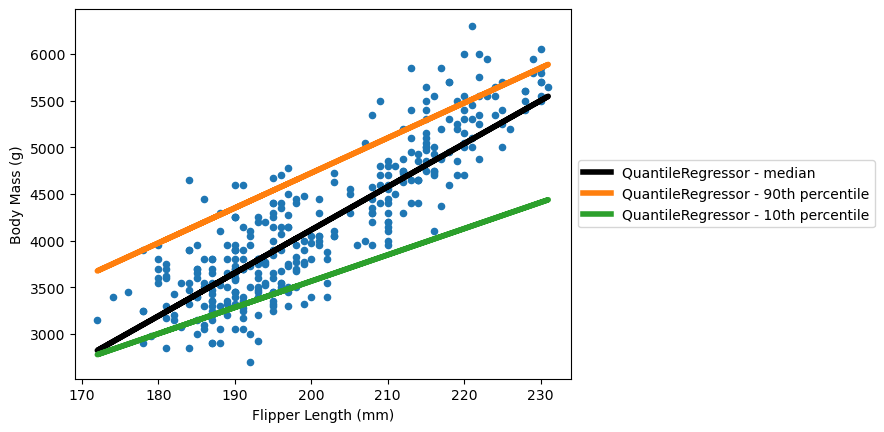 6000
5500
5000
4500
4000
3500
3000
Body Mass (g)
170 180 190 200 210 220 230
Flipper Length (mm)
QuantileRegressor - median
QuantileRegressor - 90th percentile
QuantileRegressor - 10th percentile